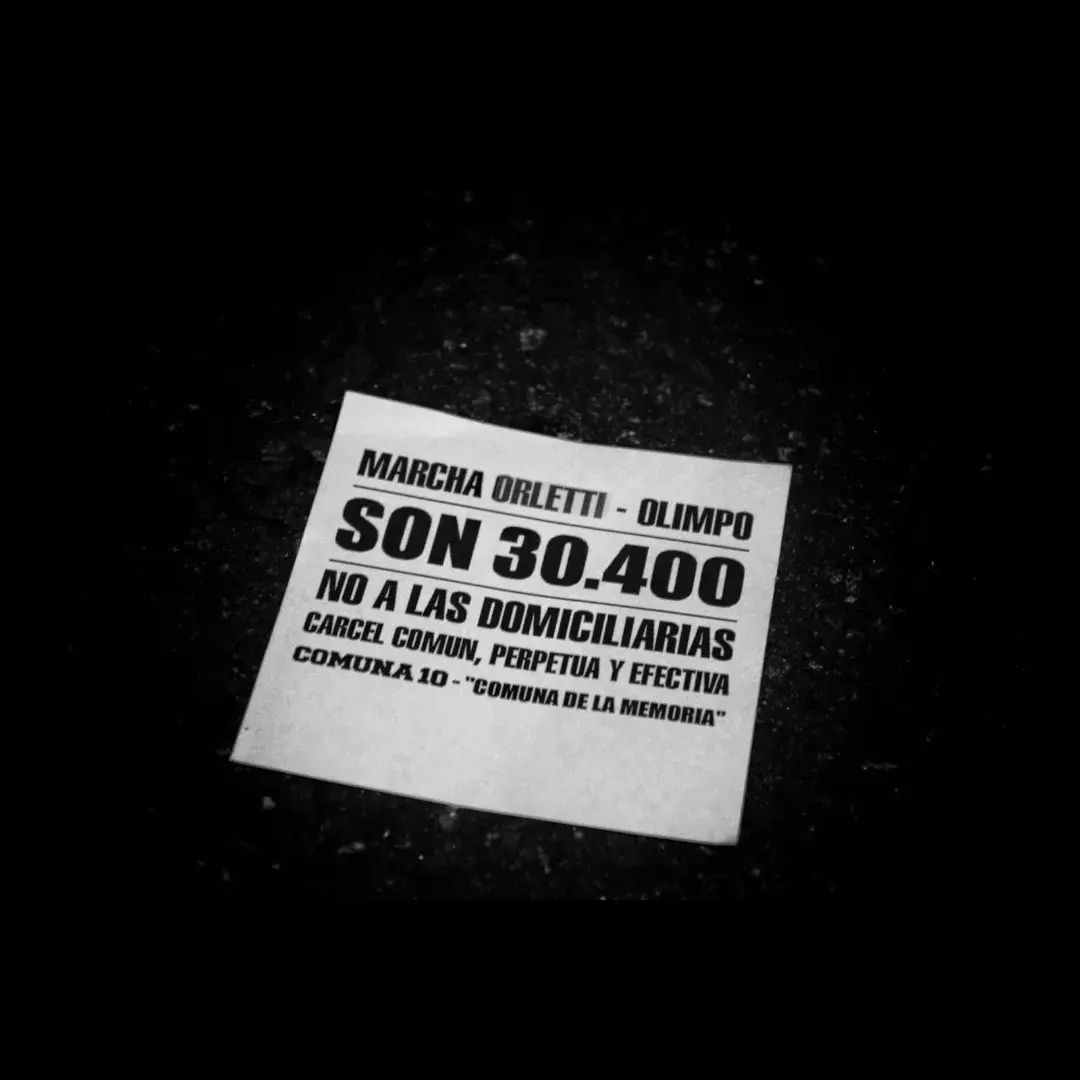 MARCHA ORLETTI - OLIMPO
SON 30.400
NO A LAS DOMICILIARIAS
CARCEL COMUN, PERPETUA Y EFECTIVA
COMUNA 10 - "COMUNA DE LA MEMORIA"